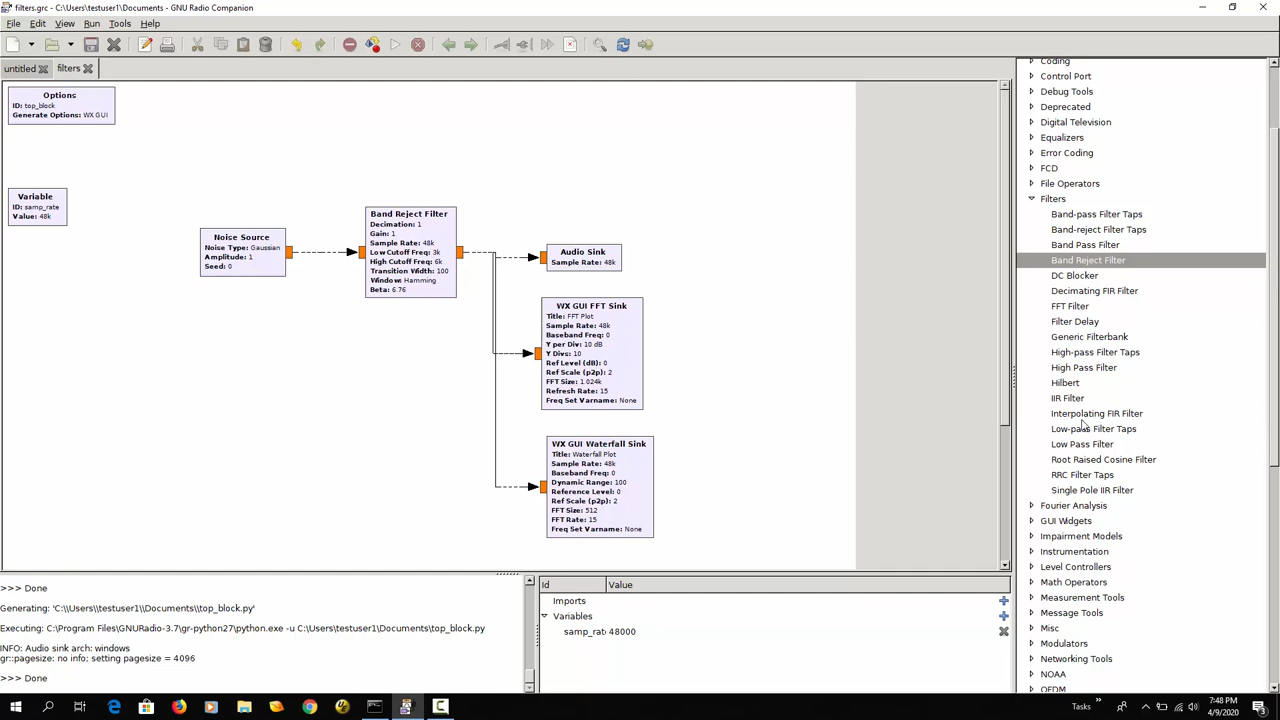 filters.grc - C:\Users\testuser1\Documents - GNU Radio Companion
File Edit View Run Tools Help
untitled
filters
Options
ID: top_block
Generate Options: WX GUI
Variable
ID: samp_rate
Value: 48k
Noise Source
Noise Type: Gaussian
Amplitude: 1
Seed: 0
Band Reject Filter
Decimation: 1
Gain: 1
Sample Rate: 48k
Low Cutoff Freq: 3k
High Cutoff Freq: 6k
Transition Width: 100
Window: Hamming
Beta: 6.76
Audio Sink
Sample Rate: 48k
WX GUI FFT Sink
Title: FFT Plot
Sample Rate: 48k
Baseband Freq: 0
Y per Div: 10 dB
Y Divs: 10
Ref Level (dB): 0
Ref Scale (p2p): 2
FFT Size: 1.024k
Refresh Rate: 15
Freq Set Varname: None
WX GUI Waterfall Sink
Title: Waterfall Plot
Sample Rate: 48k
Baseband Freq: 0
Dynamic Range: 100
Reference Level: 0
Ref Scale (p2p): 2
FFT Size: 512
FFT Rate: 15
Freq Set Varname: None
Coding
Control Port
Debug Tools
Deprecated
Digital Television
Equalizers
Error Coding
FCD
File Operators
Filters
Band-pass Filter Taps
Band-reject Filter Taps
Band Pass Filter
Band Reject Filter
DC Blocker
Decimating FIR Filter
FFT Filter
Filter Delay
Generic Filterbank
High-pass Filter Taps
High Pass Filter
Hilbert
IIR Filter
Interpolating FIR Filter
Low-pass Filter Taps
Low Pass Filter
Root Raised Cosine Filter
RRC Filter Taps
Single Pole IIR Filter
Fourier Analysis
GUI Widgets
Impairment Models
Instrumentation
Level Controllers
Math Operators
Measurement Tools
Message Tools
Misc
Modulators
Networking Tools
NOAA
OFDM
>>> Done
Generating: 'C:\\Users\\testuser1\\Documents\\top_block.py'
Executing: C:\Program Files\GNURadio-3.7\gr-python27\python.exe -u C:\Users\testuser1\Documents\top_block.py
INFO: Audio sink arch: windows
gr::pagesize: no info; setting pagesize = 4096
>>> Done
Id Value
Imports
Variables
samp_rat 48000
Tasks
7:48 PM
4/9/2020
3